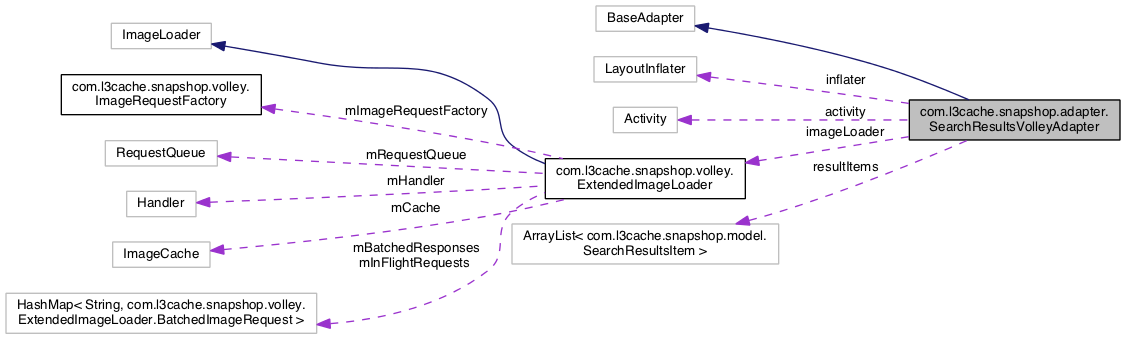 BaseAdapter
ImageLoader
LayoutInflater
inflater
com.l3cache.snapshop.volley.
ImageRequestFactory
mImageRequestFactory
Activity
activity
com.l3cache.snapshop.adapter.
SearchResultsVolleyAdapter
imageLoader
RequestQueue
mRequestQueue
resultItems
com.l3cache.snapshop.volley.
ExtendedImageLoader
mHandler
Handler
mCache
ImageCache
ArrayList< com.l3cache.snapshop.model.
SearchResultsItem >
mBatchedResponses
mInFlightRequests
HashMap< String, com.l3cache.snapshop.volley.
ExtendedImageLoader.BatchedImageRequest >